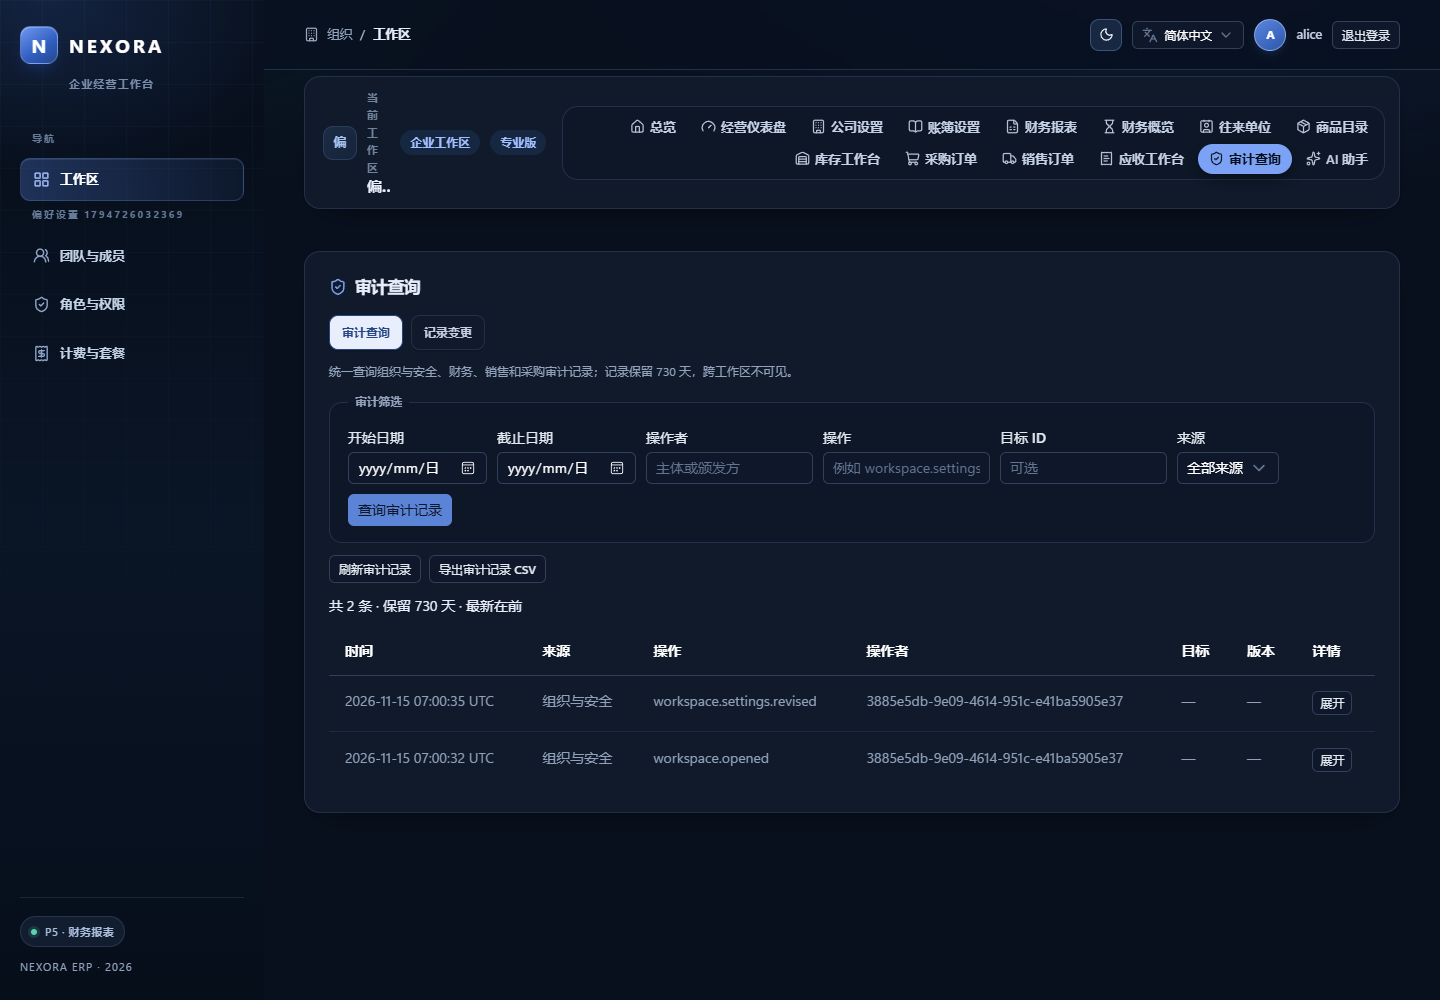 N NEXORA
企业经营工作台
导航
工作区
偏好设置 1794726032369
团队与成员
角色与权限
计费与套餐
P5 · 财务报表
NEXORA ERP · 2026
组织 / 工作区
简体中文
A
alice
退出登录
偏
当前工作区
偏..
企业工作区
专业版
总览
经营仪表盘
公司设置
账簿设置
财务报表
财务概览
往来单位
商品目录
库存工作台
采购订单
销售订单
应收工作台
审计查询
AI 助手
审计查询
审计查询
记录变更
统一查询组织与安全、财务、销售和采购审计记录；记录保留 730 天，跨工作区不可见。
审计筛选
开始日期 截止日期 操作者 操作 目标 ID 来源
yyyy/mm/日 yyyy/mm/日 主体或颁发方 例如 workspace.settings 可选 全部来源
查询审计记录
刷新审计记录 导出审计记录 CSV
共 2 条 · 保留 730 天 · 最新在前
时间 来源 操作 操作者 目标 版本 详情
2026-11-15 07:00:35 UTC 组织与安全 workspace.settings.revised 3885e5db-9e09-4614-951c-e41ba5905e37 — — 展开
2026-11-15 07:00:32 UTC 组织与安全 workspace.opened 3885e5db-9e09-4614-951c-e41ba5905e37 — — 展开